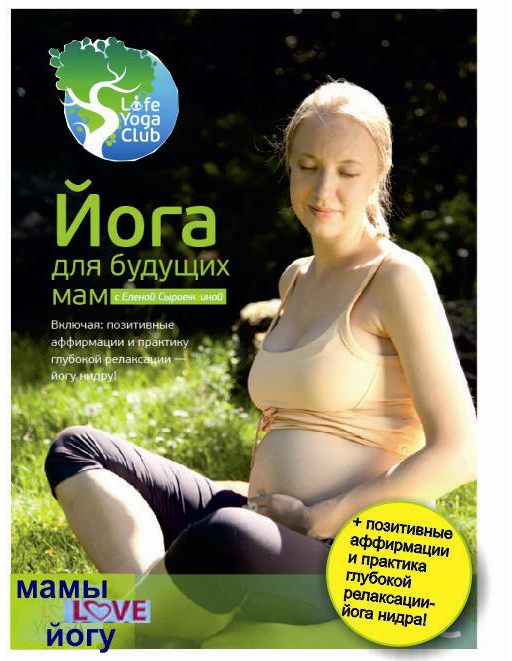 Life
Yoga
Club
Йога
для будущих
мам с Еленой Сыроеж иной
Включая: позитивные
аффирмации и практику
глубокой релаксации —
йогу нидру!
+ позитивные
аффирмации
и практика
глубокой
релаксации-
йога нидра!
мамы
LOVE
йогу